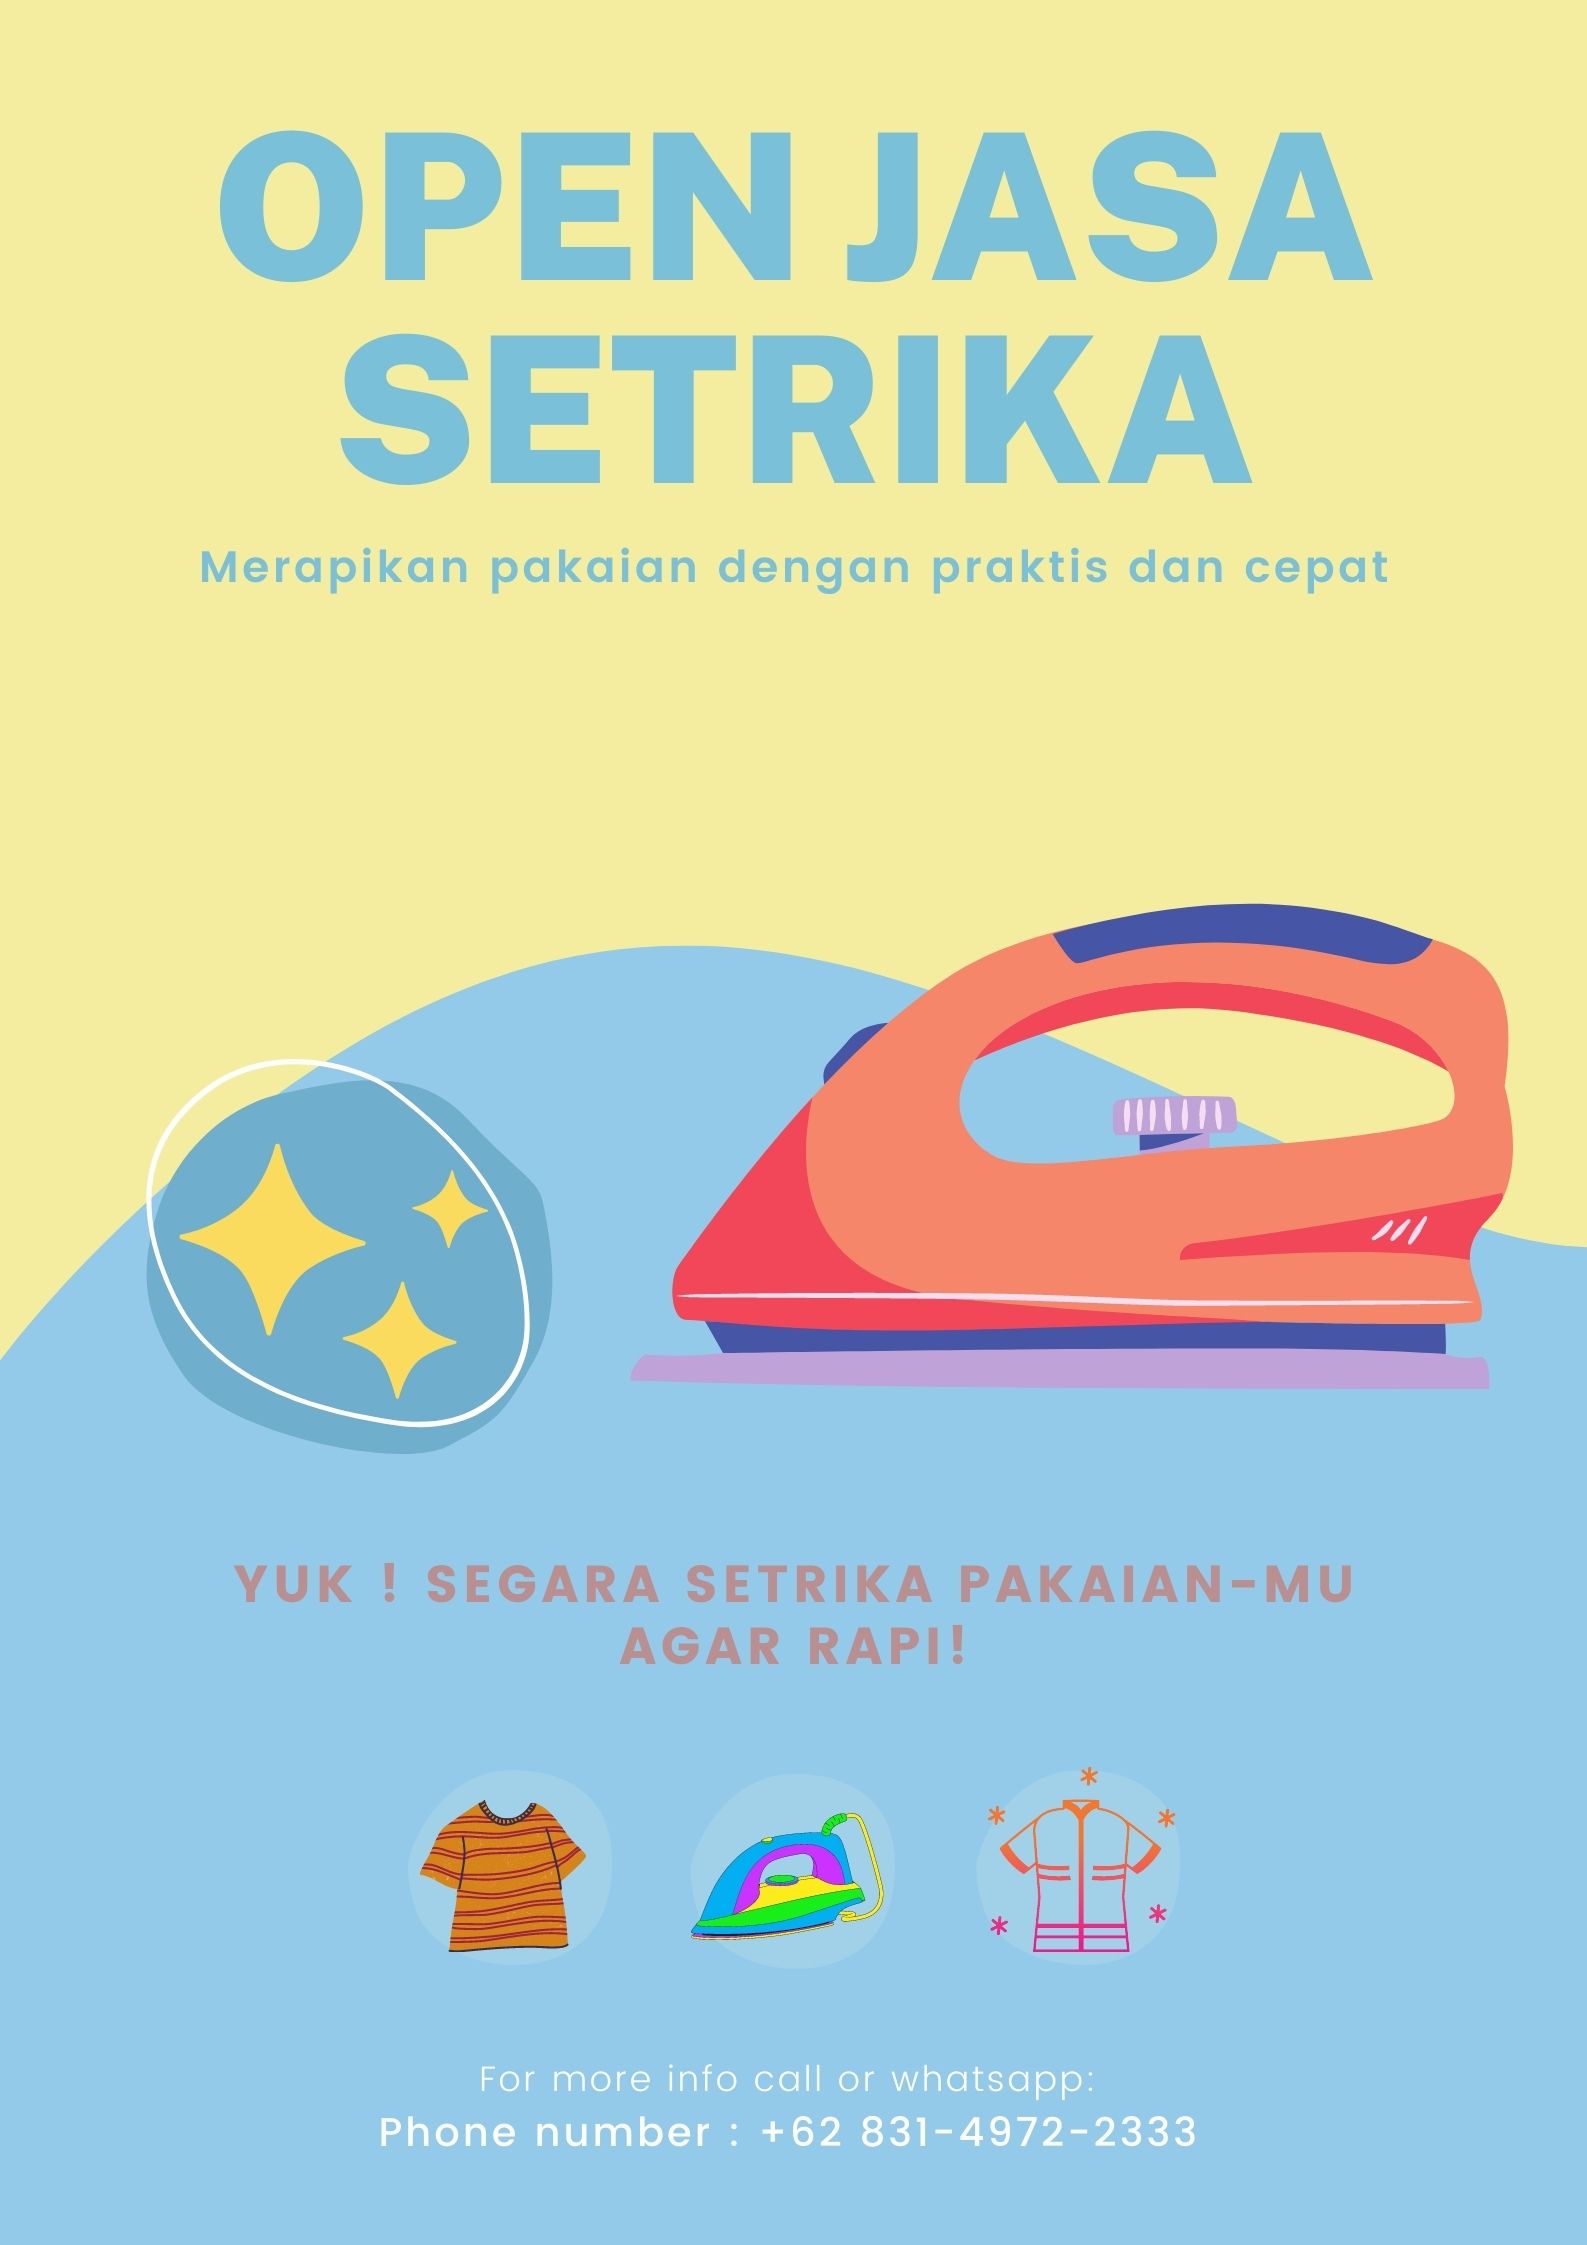 OPEN JASA
SETRIKA
Merapikan pakaian dengan praktis dan cepat
YUK ! SEGARA SETRIKA PAKAIAN-MU
AGAR RAPI!
For more info call or whatsapp:
Phone number : +62 831-4972-2333